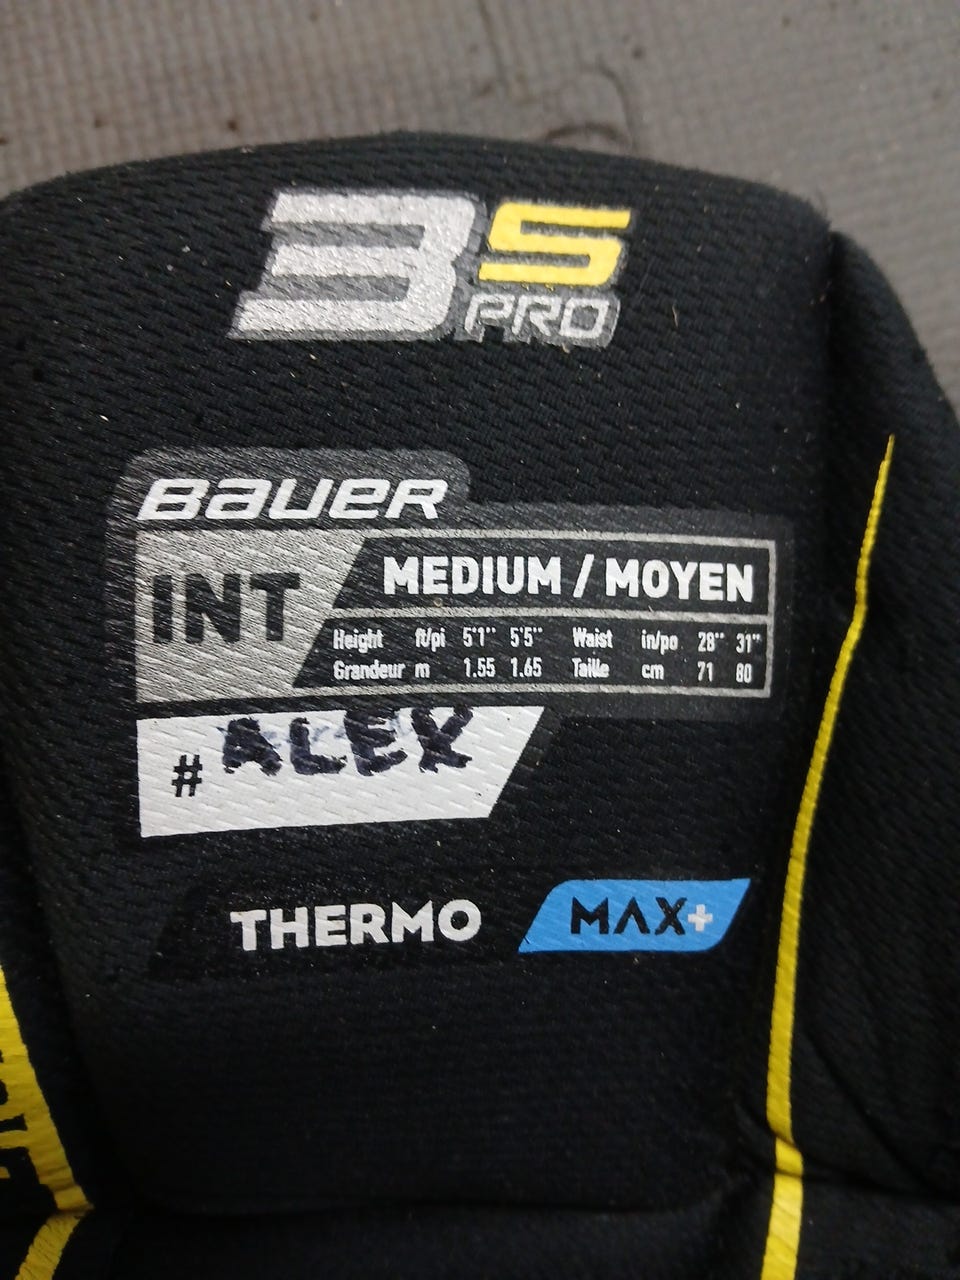 3S
PRO
BAUER
INT
MEDIUM / MOYEN
Height ft/pi 5'1" 5'5" Waist in/po 28" 31"
Grandeur m 1.55 1.65 Taille cm 71 80
# ALEX
THERMO MAX+